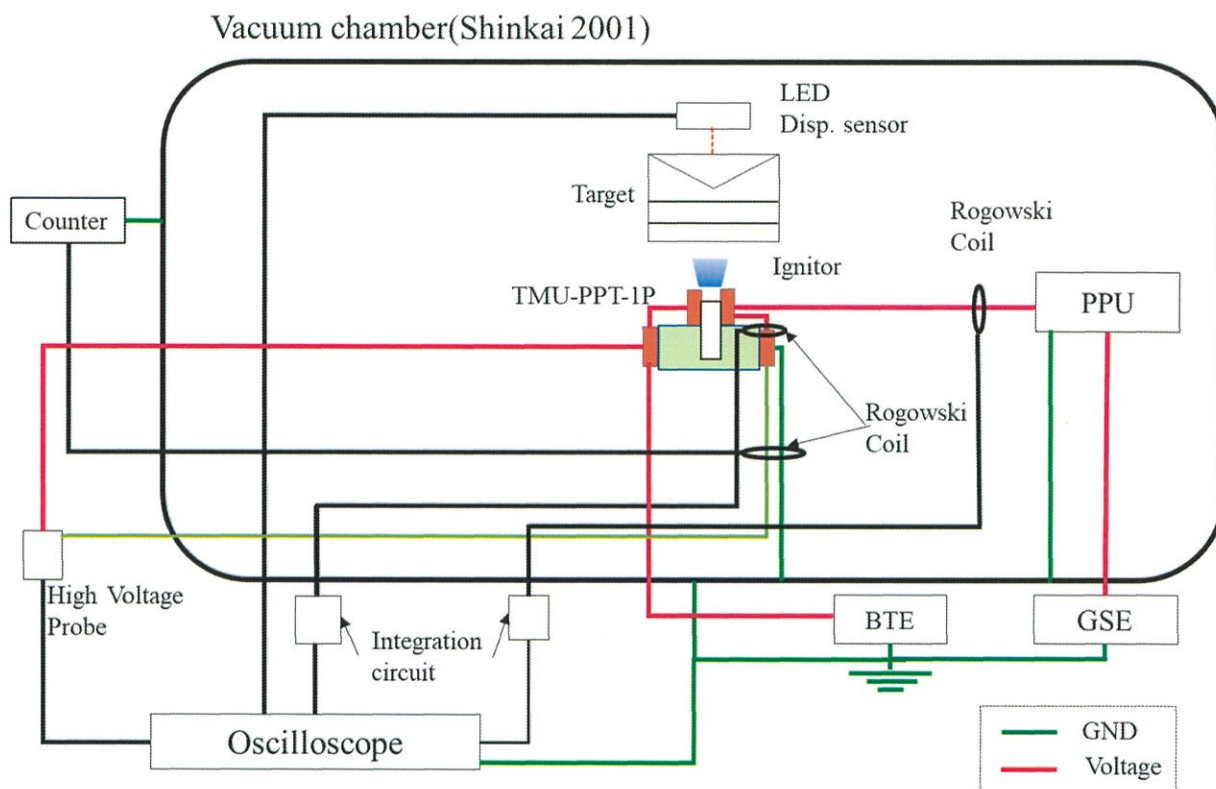 Vacuum chamber(Shinkai 2001)
LED
Disp. sensor
Target
Counter
Rogowski
Coil
Ignitor
TMU-PPT-1P
PPU
Rogowski
Coil
High Voltage
Probe
Integration
circuit
BTE
GSE
Oscilloscope
GND
Voltage